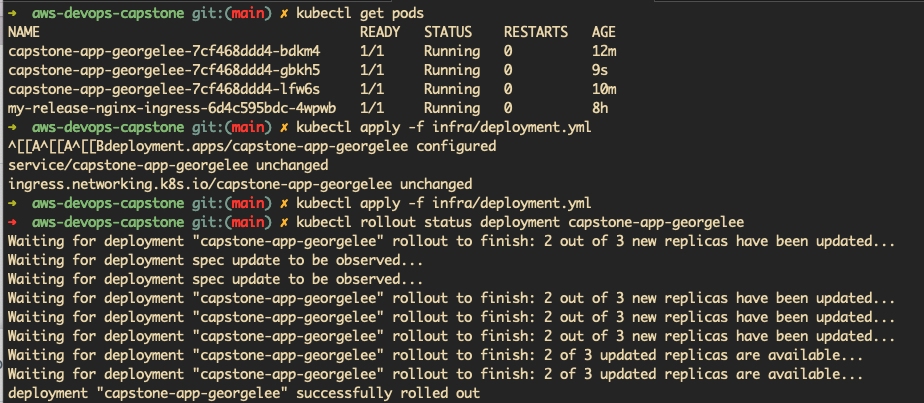 ➜  aws-devops-capstone git:(main) ✗ kubectl get pods
NAME                                        READY   STATUS    RESTARTS   AGE
capstone-app-georgelee-7cf468ddd4-bdkm4     1/1     Running   0          12m
capstone-app-georgelee-7cf468ddd4-gbkh5     1/1     Running   0          9s
capstone-app-georgelee-7cf468ddd4-lfw6s     1/1     Running   0          10m
my-release-nginx-ingress-6d4c595bdc-4wpwb   1/1     Running   0          8h
➜  aws-devops-capstone git:(main) ✗ kubectl apply -f infra/deployment.yml
^[[A^[[A^[[Bdeployment.apps/capstone-app-georgelee configured
service/capstone-app-georgelee unchanged
ingress.networking.k8s.io/capstone-app-georgelee unchanged
➜  aws-devops-capstone git:(main) ✗ kubectl apply -f infra/deployment.yml
➜  aws-devops-capstone git:(main) ✗ kubectl rollout status deployment capstone-app-georgelee
Waiting for deployment "capstone-app-georgelee" rollout to finish: 2 out of 3 new replicas have been updated...
Waiting for deployment spec update to be observed...
Waiting for deployment spec update to be observed...
Waiting for deployment "capstone-app-georgelee" rollout to finish: 2 out of 3 new replicas have been updated...
Waiting for deployment "capstone-app-georgelee" rollout to finish: 2 out of 3 new replicas have been updated...
Waiting for deployment "capstone-app-georgelee" rollout to finish: 2 out of 3 new replicas have been updated...
Waiting for deployment "capstone-app-georgelee" rollout to finish: 2 of 3 updated replicas are available...
Waiting for deployment "capstone-app-georgelee" rollout to finish: 2 of 3 updated replicas are available...
deployment "capstone-app-georgelee" successfully rolled out